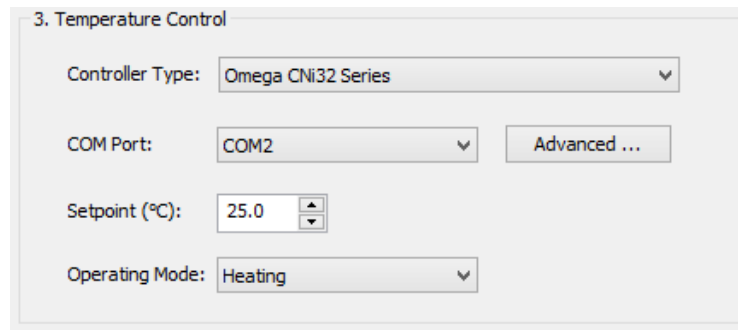 3. Temperature Control
Controller Type: Omega CNi32 Series
COM Port: COM2 Advanced ...
Setpoint (°C): 25.0
Operating Mode: Heating